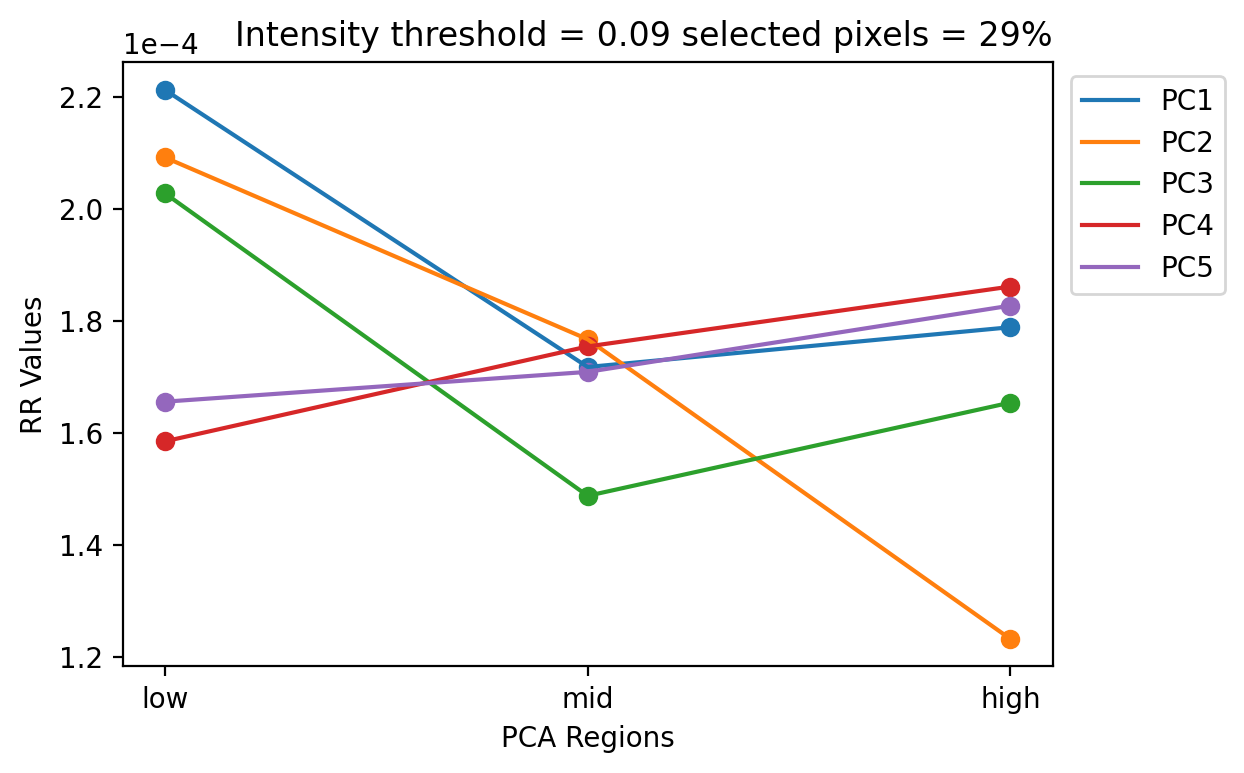 Intensity threshold = 0.09 selected pixels = 29%
1e−4
2.2
2.0
1.8
1.6
1.4
1.2
RR Values
low mid high
PCA Regions
PC1
PC2
PC3
PC4
PC5